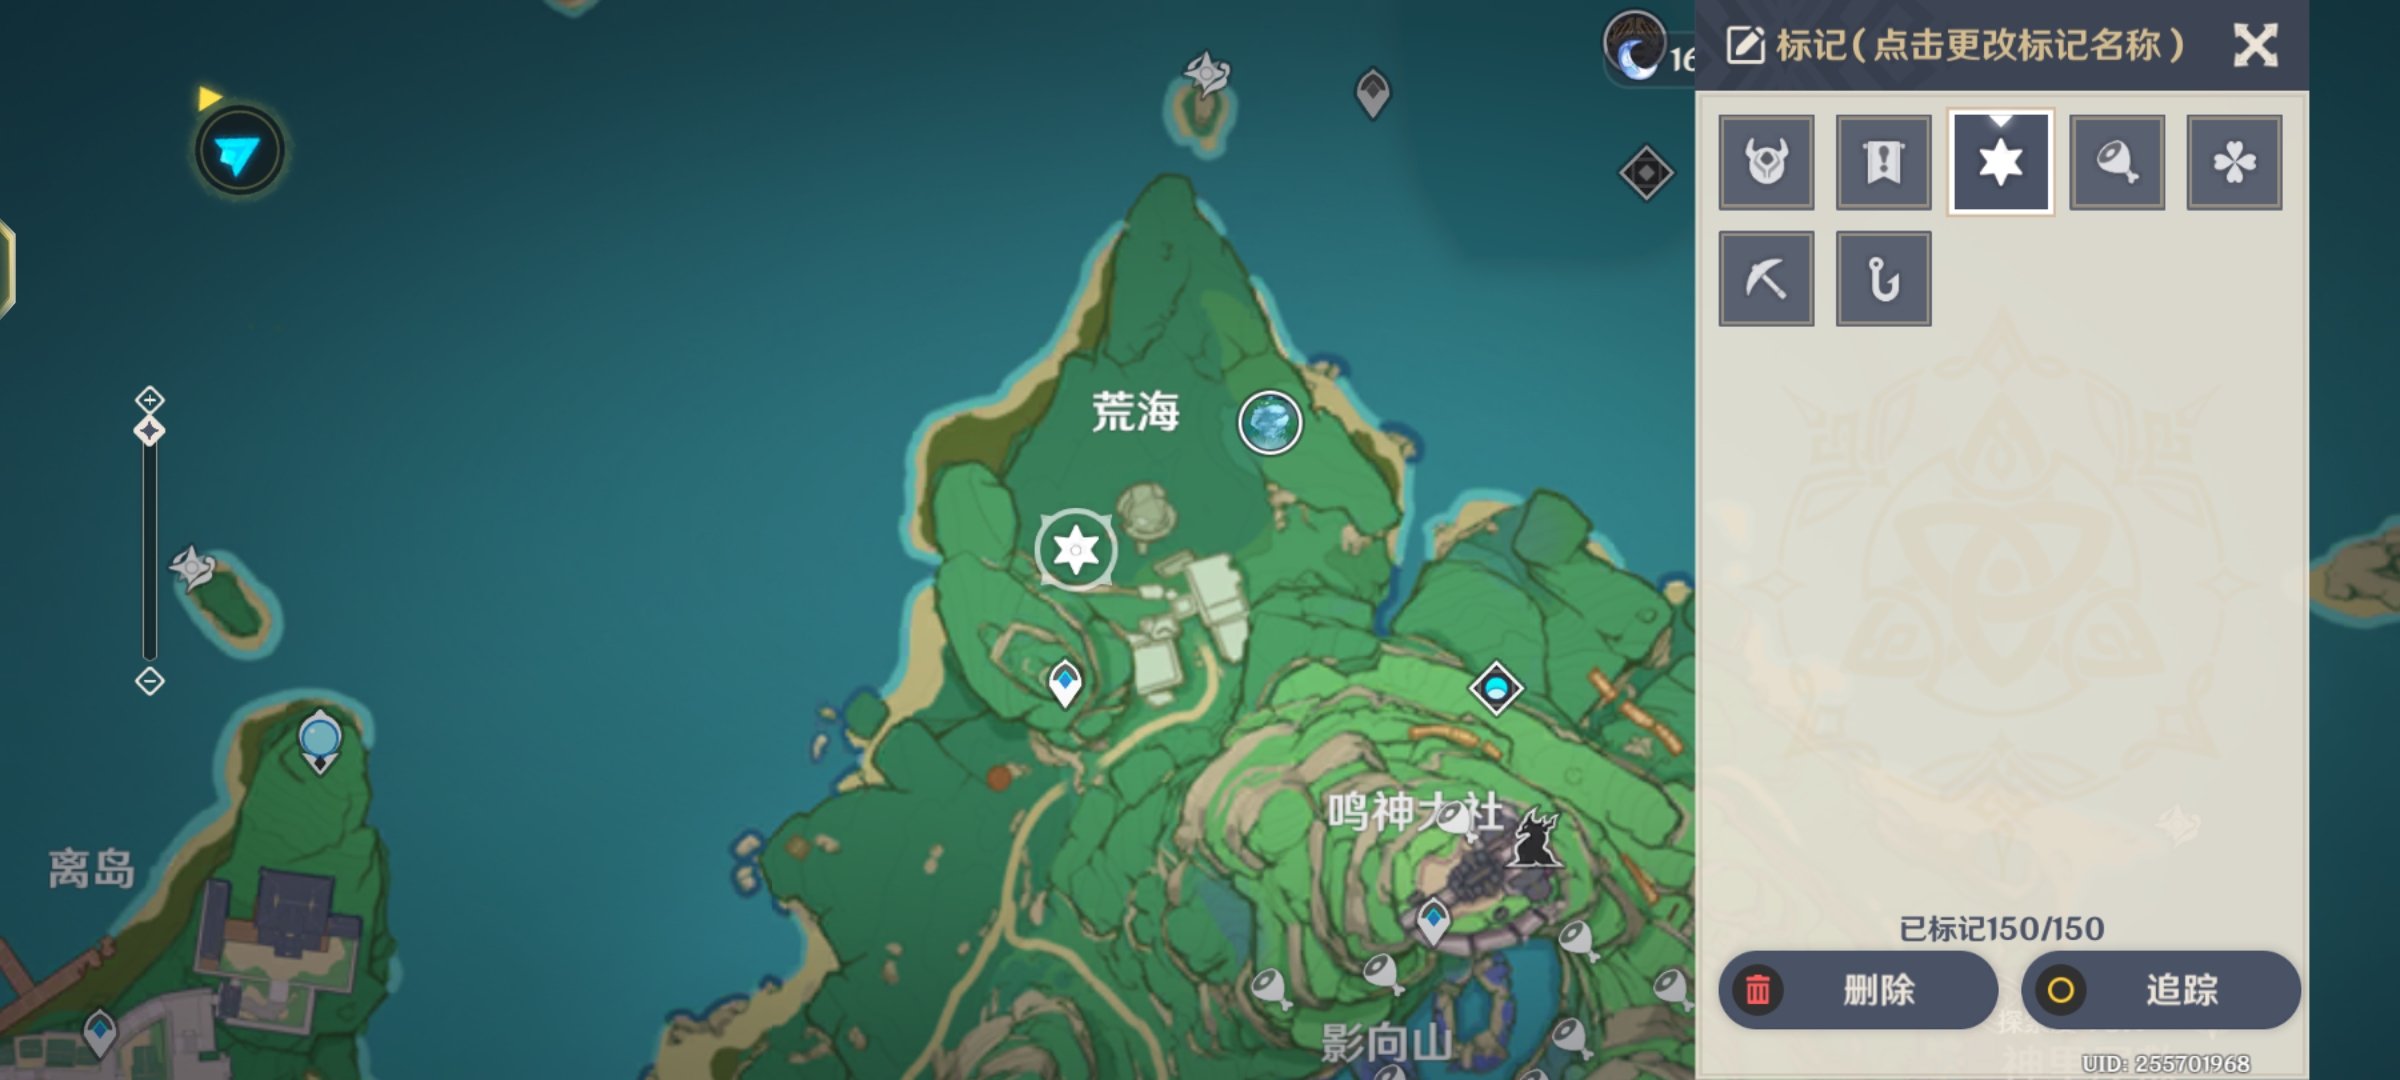 16
标记（点击更改标记名称）
荒海
鸣神大社
离岛
影向山
已标记150/150
删除
追踪
UID: 255701968